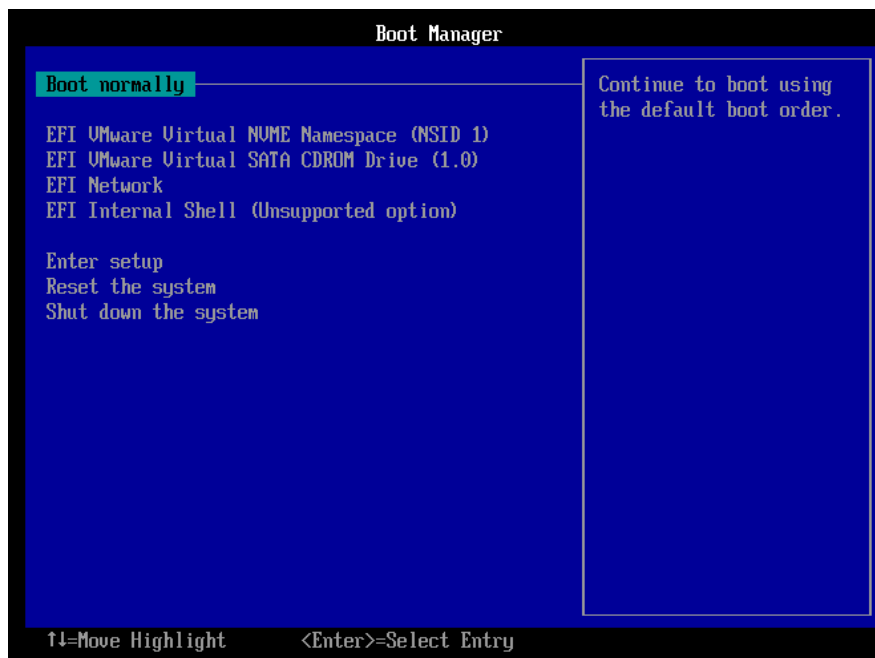 Boot Manager
Boot normally
Continue to boot using
the default boot order.
EFI VMware Virtual NVME Namespace (NSID 1)
EFI VMware Virtual SATA CDROM Drive (1.0)
EFI Network
EFI Internal Shell (Unsupported option)
Enter setup
Reset the system
Shut down the system
↑↓=Move Highlight <Enter>=Select Entry